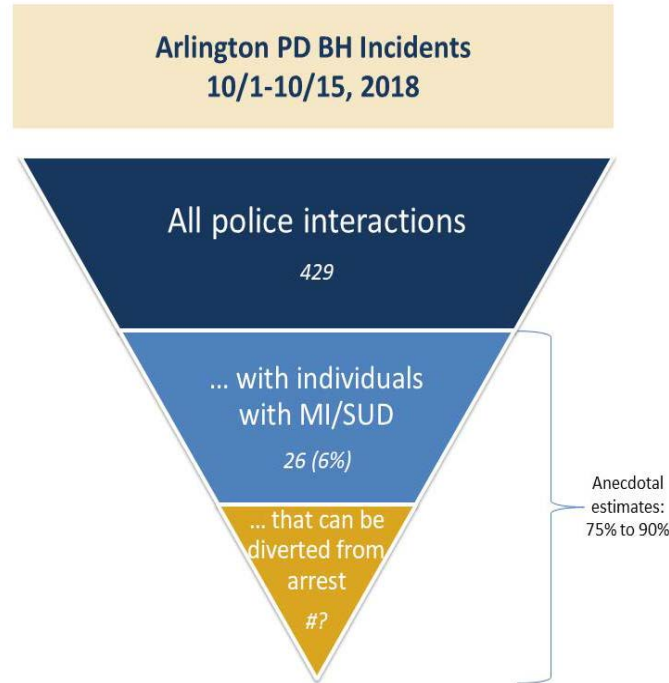 Arlington PD BH Incidents
10/1-10/15, 2018
All police interactions
429
... with individuals
with MI/SUD
26 (6%)
... that can be
diverted from
arrest
#?
Anecdotal
estimates:
75% to 90%